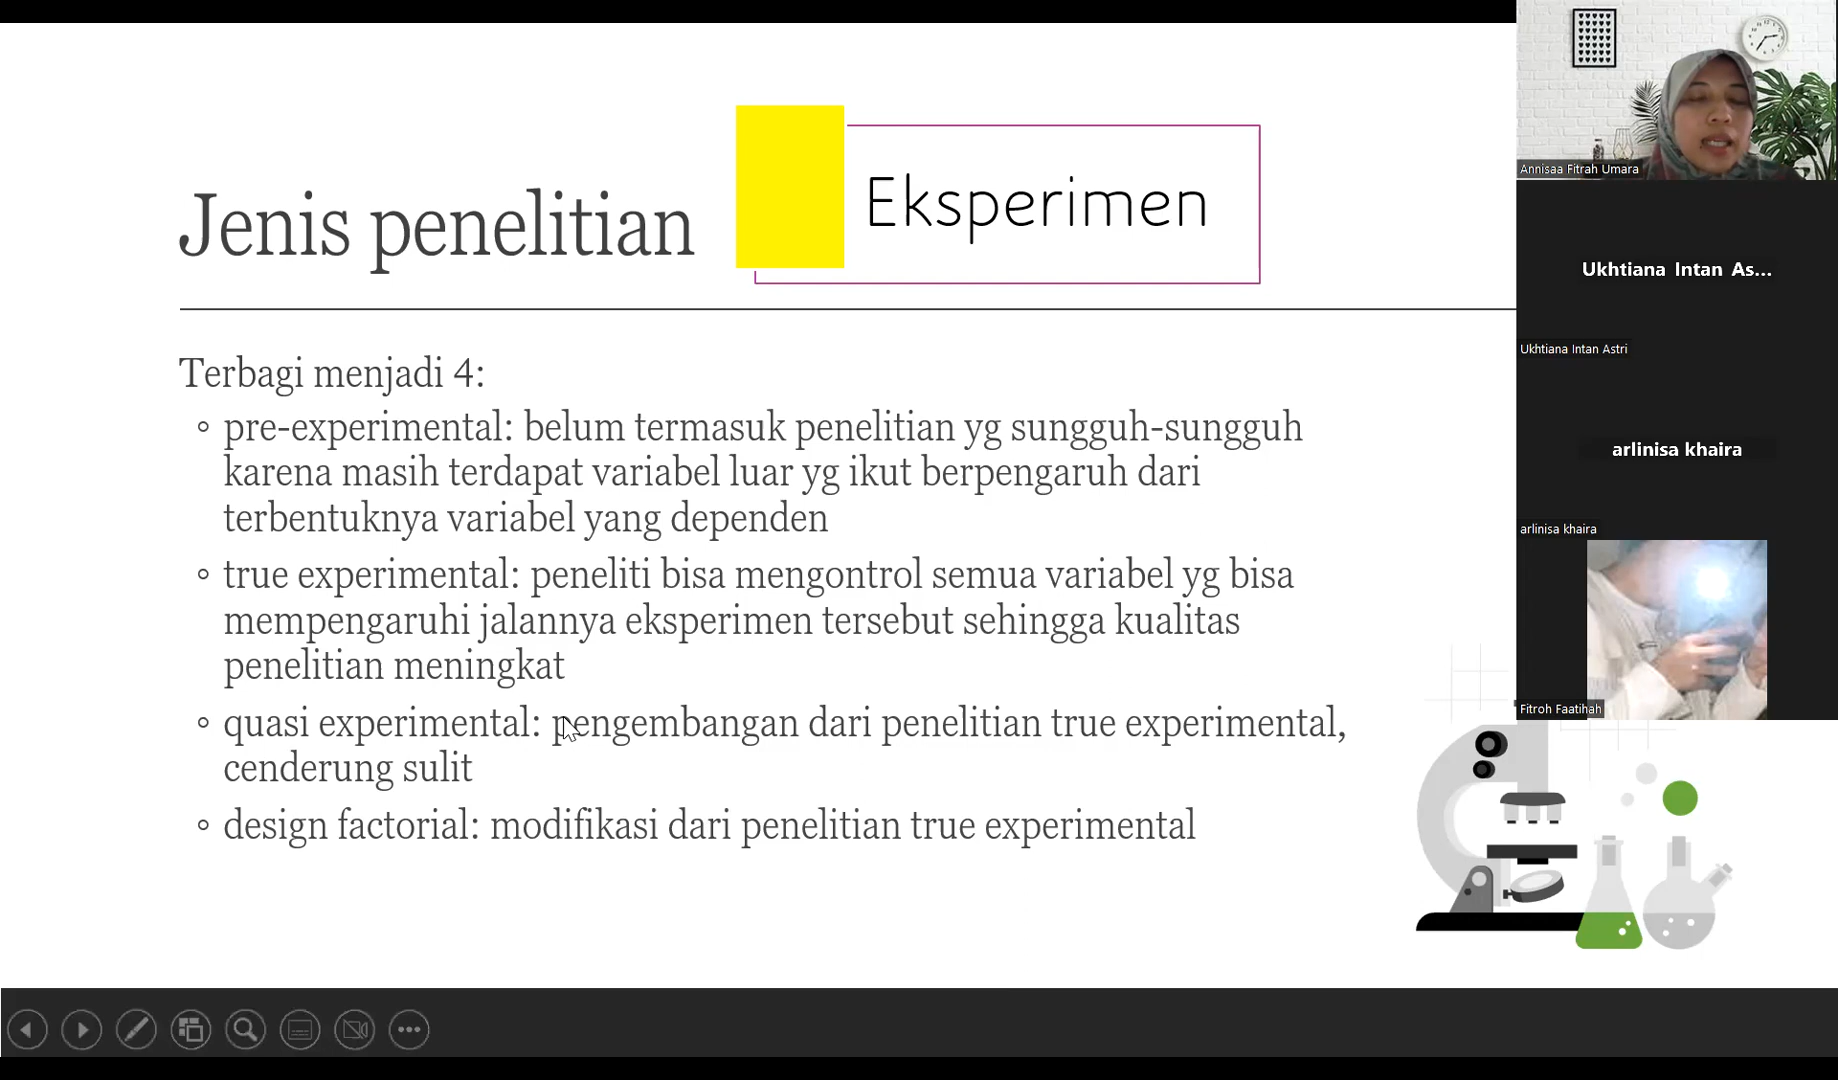 Jenis penelitian
Eksperimen
Terbagi menjadi 4:
pre-experimental: belum termasuk penelitian yg sungguh-sungguh
karena masih terdapat variabel luar yg ikut berpengaruh dari
terbentuknya variabel yang dependen
true experimental: peneliti bisa mengontrol semua variabel yg bisa
mempengaruhi jalannya eksperimen tersebut sehingga kualitas
penelitian meningkat
quasi experimental: pengembangan dari penelitian true experimental,
cenderung sulit
design factorial: modifikasi dari penelitian true experimental
Annisaa Fitrah Umara
Ukhtiana Intan As...
Ukhtiana Intan Astri
arlinisa khaira
arlinisa khaira
Fitroh Faatihah